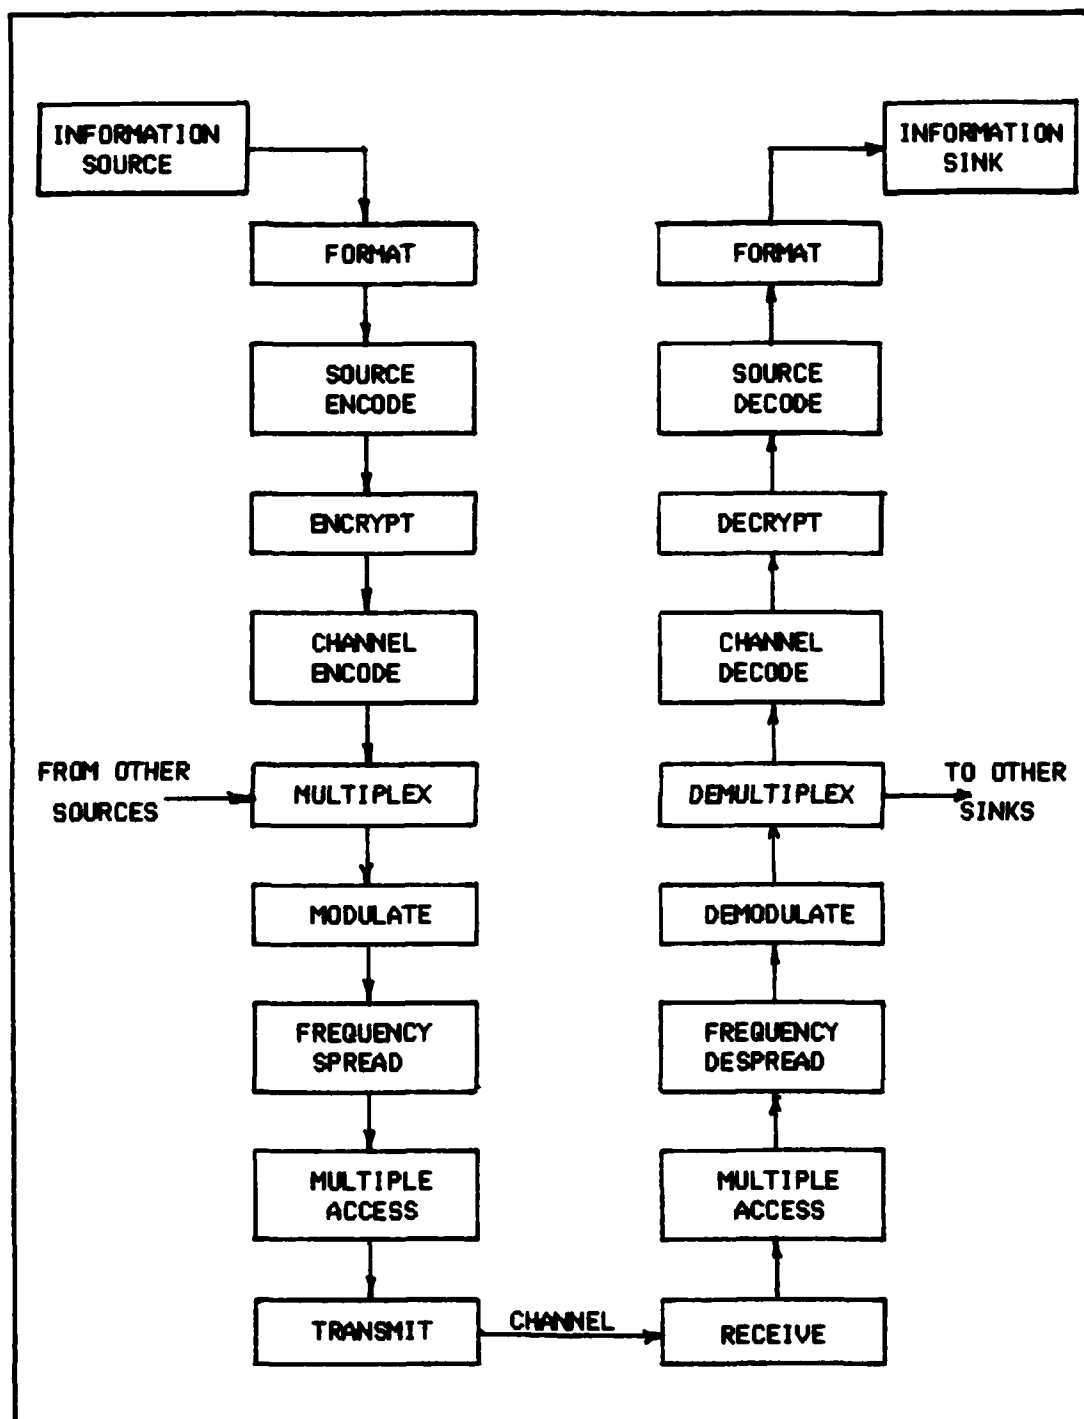 INFORMATION
SOURCE
FORMAT
SOURCE
ENCODE
ENCRYPT
CHANNEL
ENCODE
FROM OTHER
SOURCES
MULTIPLEX
MODULATE
FREQUENCY
SPREAD
MULTIPLE
ACCESS
TRANSMIT
CHANNEL
RECEIVE
MULTIPLE
ACCESS
FREQUENCY
DESPREAD
DEMODULATE
DEMULTIPLEX
TO OTHER
SINKS
CHANNEL
DECODE
DECRYPT
SOURCE
DECODE
FORMAT
INFORMATION
SINK